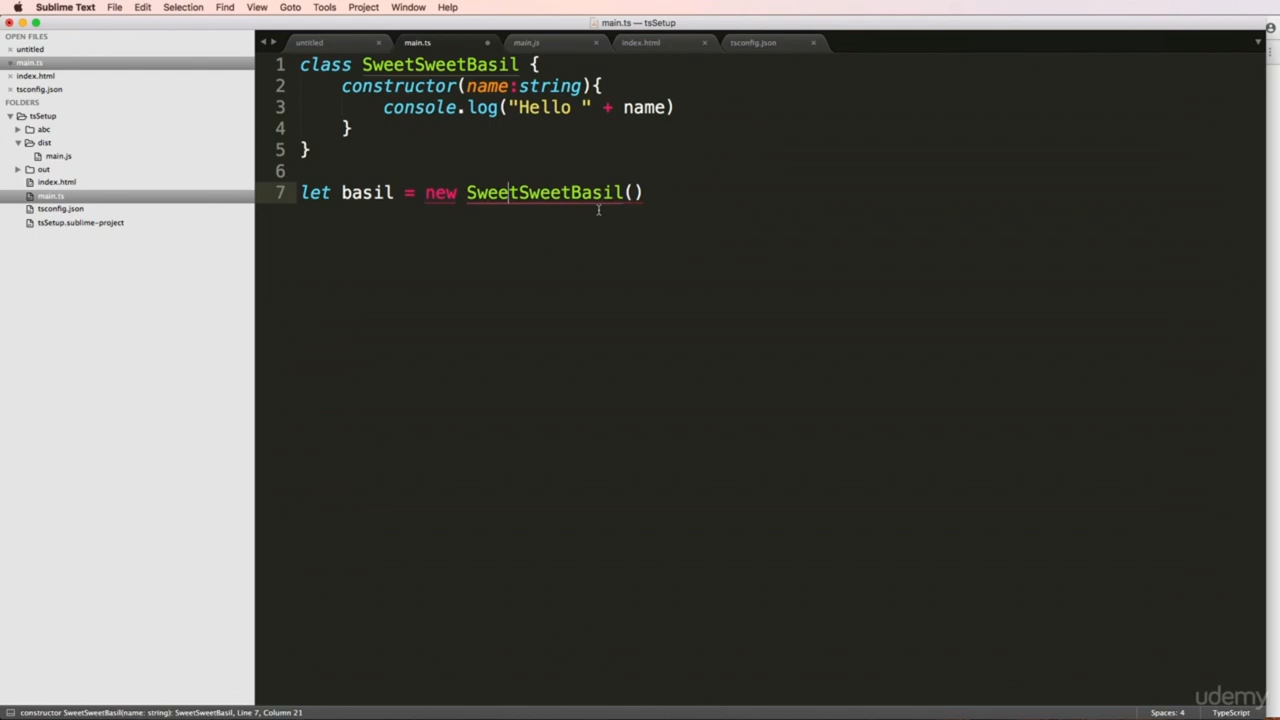 Sublime Text File Edit Selection Find View Goto Tools Project Window Help
main.ts — tsSetup
OPEN FILES
untitled
main.ts
index.html
tsconfig.json
FOLDERS
tsSetup
abc
dist
main.js
out
index.html
main.ts
tsconfig.json
tsSetup.sublime-project
untitled main.ts main.js index.html tsconfig.json
1 class SweetSweetBasil {
2 constructor(name:string){
3 console.log("Hello " + name)
4 }
5 }
6
7 let basil = new SweetSweetBasil()
udemy
constructor SweetSweetBasil(name: string): SweetSweetBasil, Line 7, Column 21 Spaces: 4 TypeScript